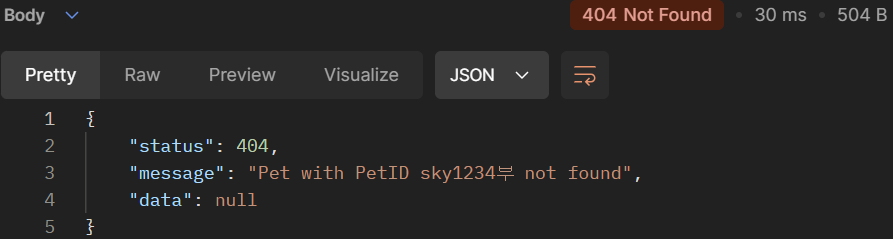 Body 404 Not Found • 30 ms • 504 B
Pretty Raw Preview Visualize JSON
1 {
2 "status": 404,
3 "message": "Pet with PetID sky1234부 not found",
4 "data": null
5 }